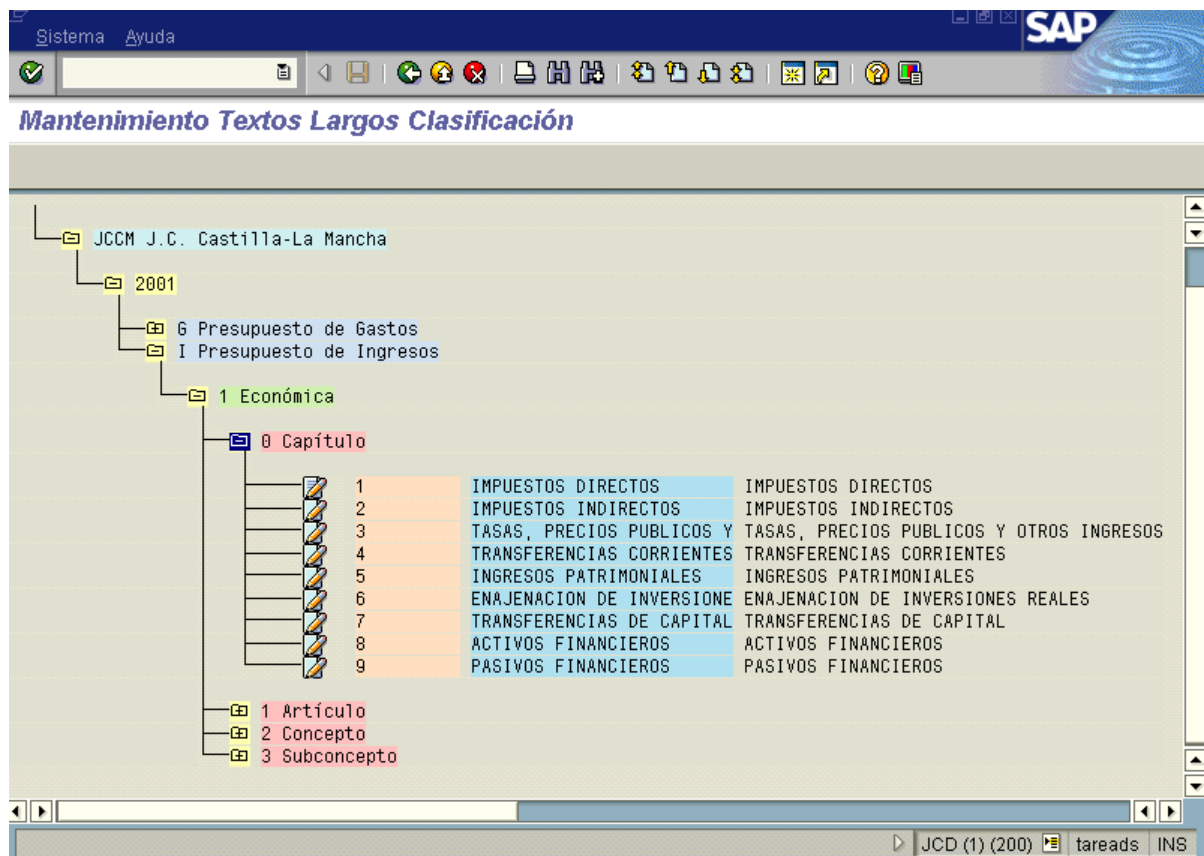 Sistema Ayuda
SAP
Mantenimiento Textos Largos Clasificación
JCCM J.C. Castilla-La Mancha
2001
G Presupuesto de Gastos
I Presupuesto de Ingresos
1 Económica
0 Capítulo
1 IMPUESTOS DIRECTOS IMPUESTOS DIRECTOS
2 IMPUESTOS INDIRECTOS IMPUESTOS INDIRECTOS
3 TASAS, PRECIOS PUBLICOS Y TASAS, PRECIOS PUBLICOS Y OTROS INGRESOS
4 TRANSFERENCIAS CORRIENTES TRANSFERENCIAS CORRIENTES
5 INGRESOS PATRIMONIALES INGRESOS PATRIMONIALES
6 ENAJENACION DE INVERSIONE ENAJENACION DE INVERSIONES REALES
7 TRANSFERENCIAS DE CAPITAL TRANSFERENCIAS DE CAPITAL
8 ACTIVOS FINANCIEROS ACTIVOS FINANCIEROS
9 PASIVOS FINANCIEROS PASIVOS FINANCIEROS
1 Artículo
2 Concepto
3 Subconcepto
JCD (1) (200) tareads INS